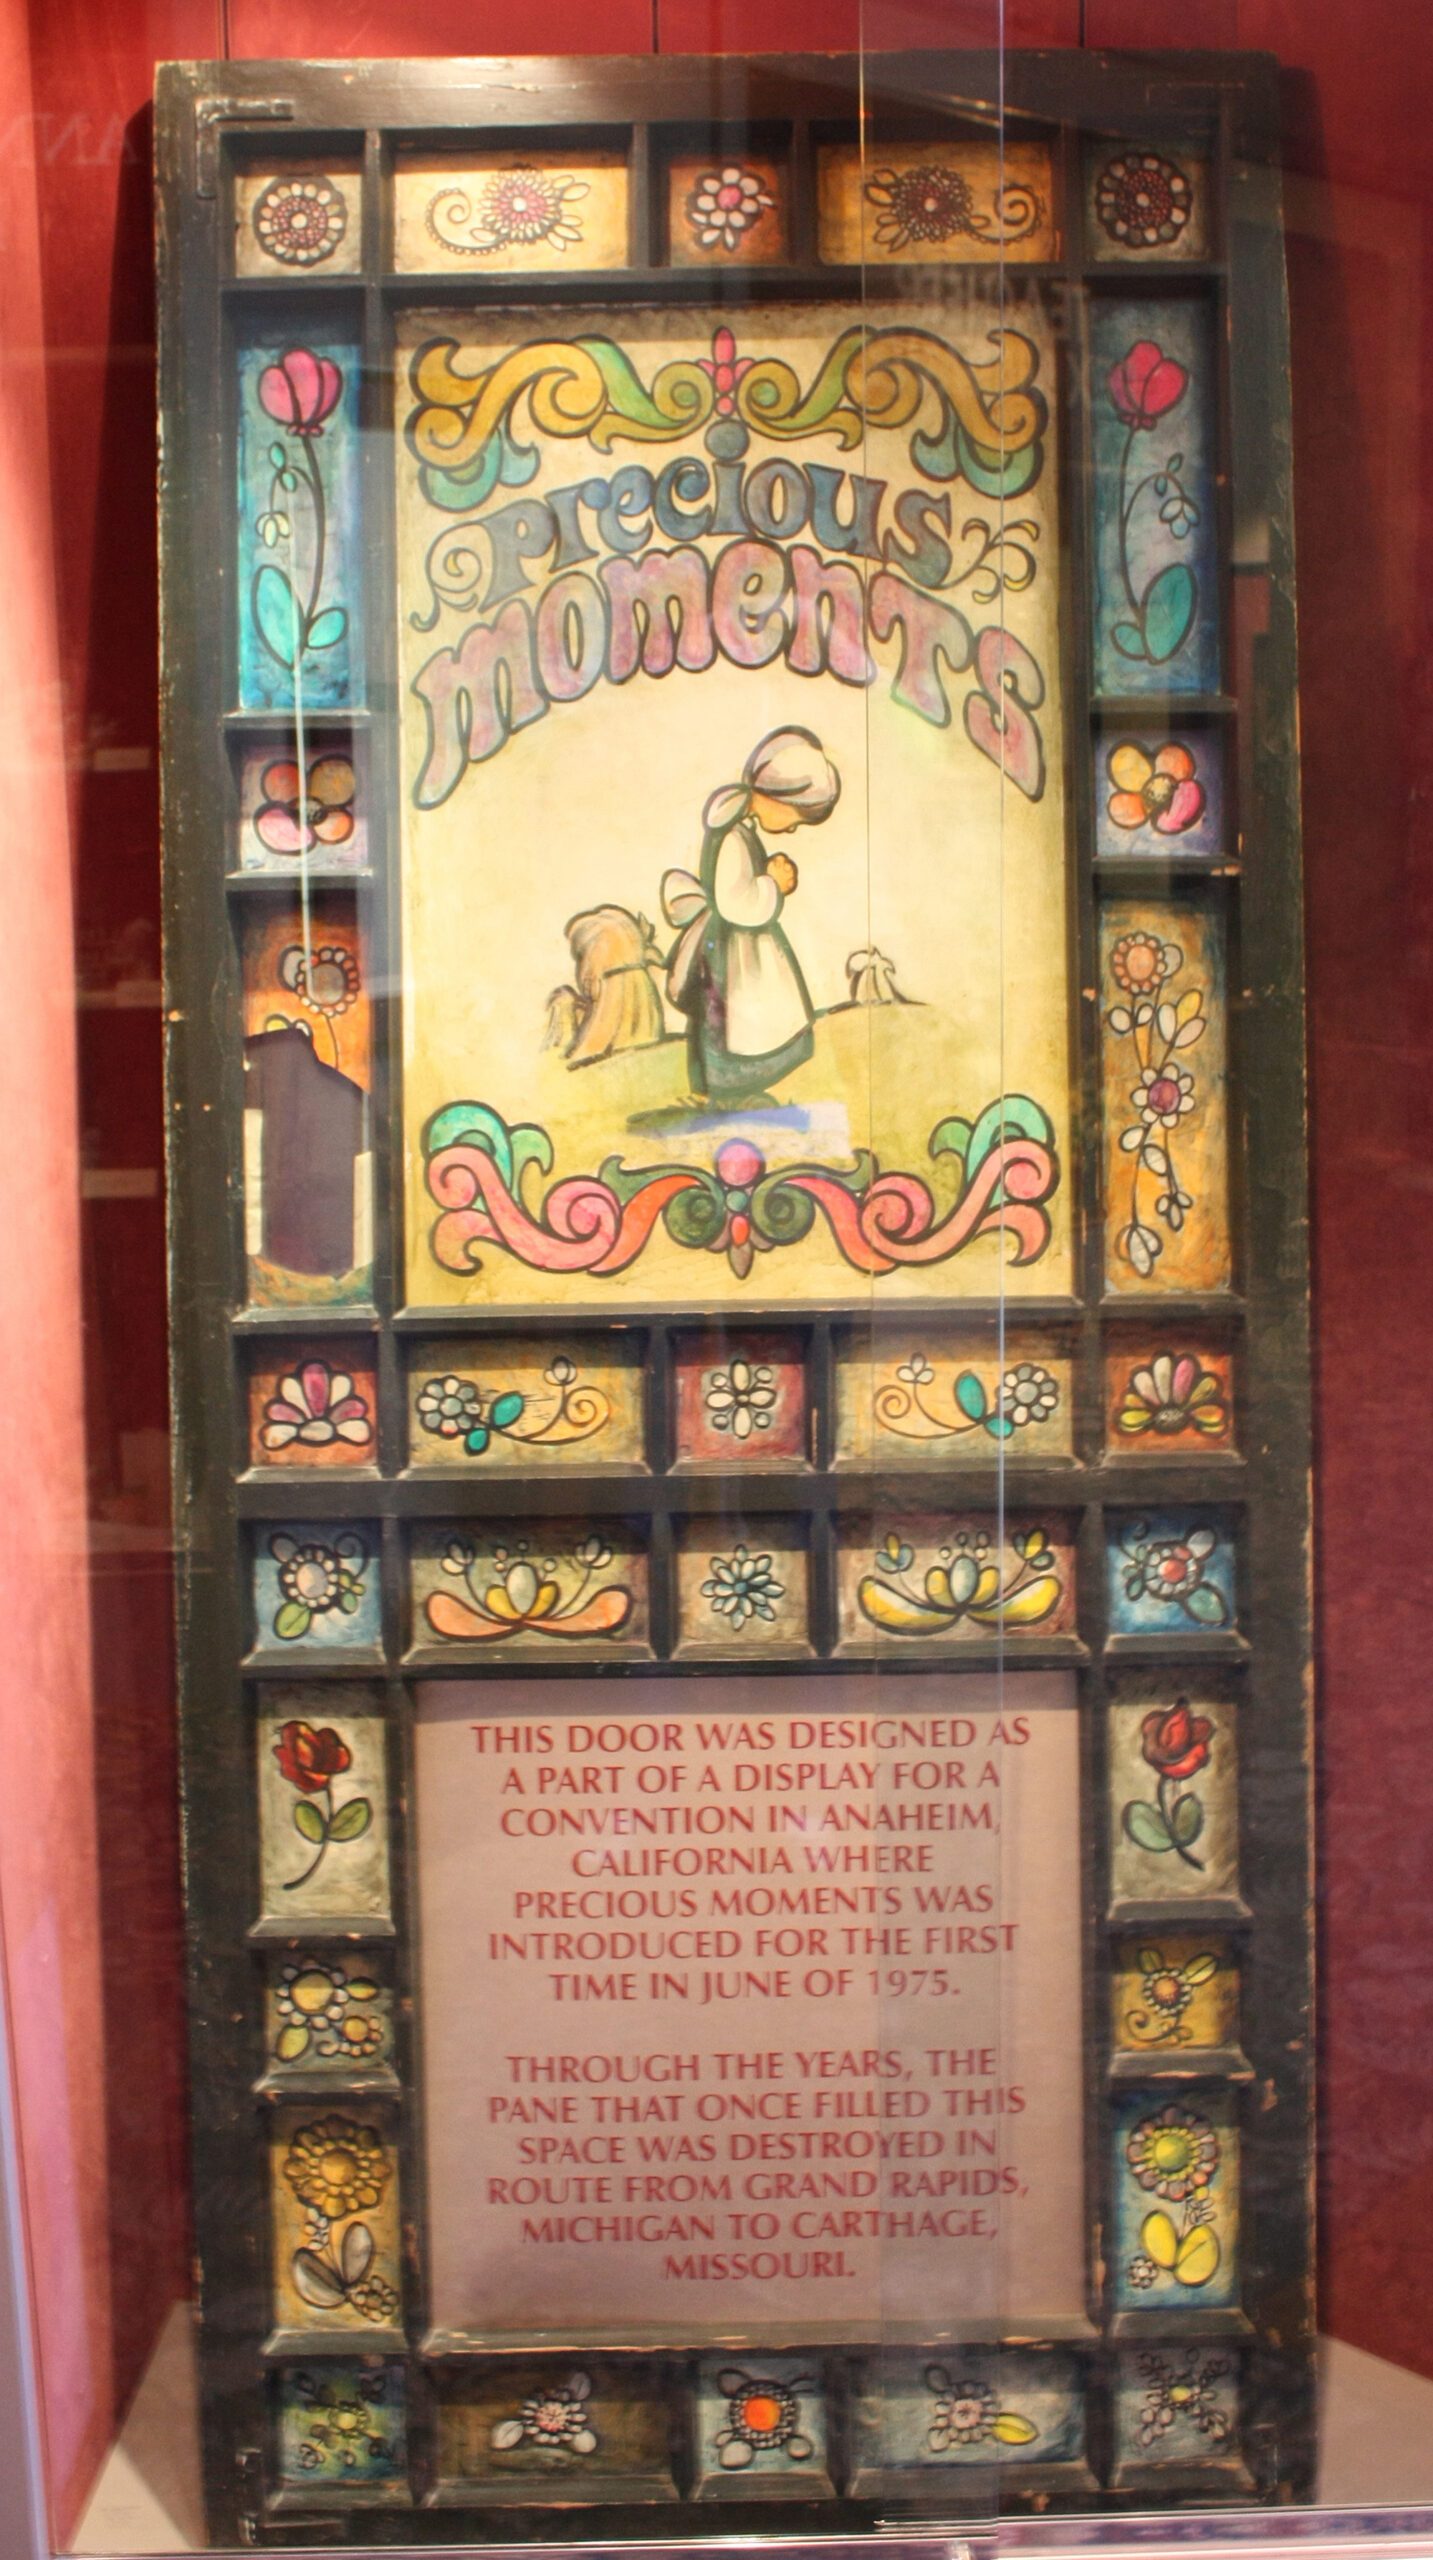 precious
moments
THIS DOOR WAS DESIGNED AS
A PART OF A DISPLAY FOR A
CONVENTION IN ANAHEIM,
CALIFORNIA WHERE
PRECIOUS MOMENTS WAS
INTRODUCED FOR THE FIRST
TIME IN JUNE OF 1975.
THROUGH THE YEARS, THE
PANE THAT ONCE FILLED THIS
SPACE WAS DESTROYED IN
ROUTE FROM GRAND RAPIDS,
MICHIGAN TO CARTHAGE,
MISSOURI.